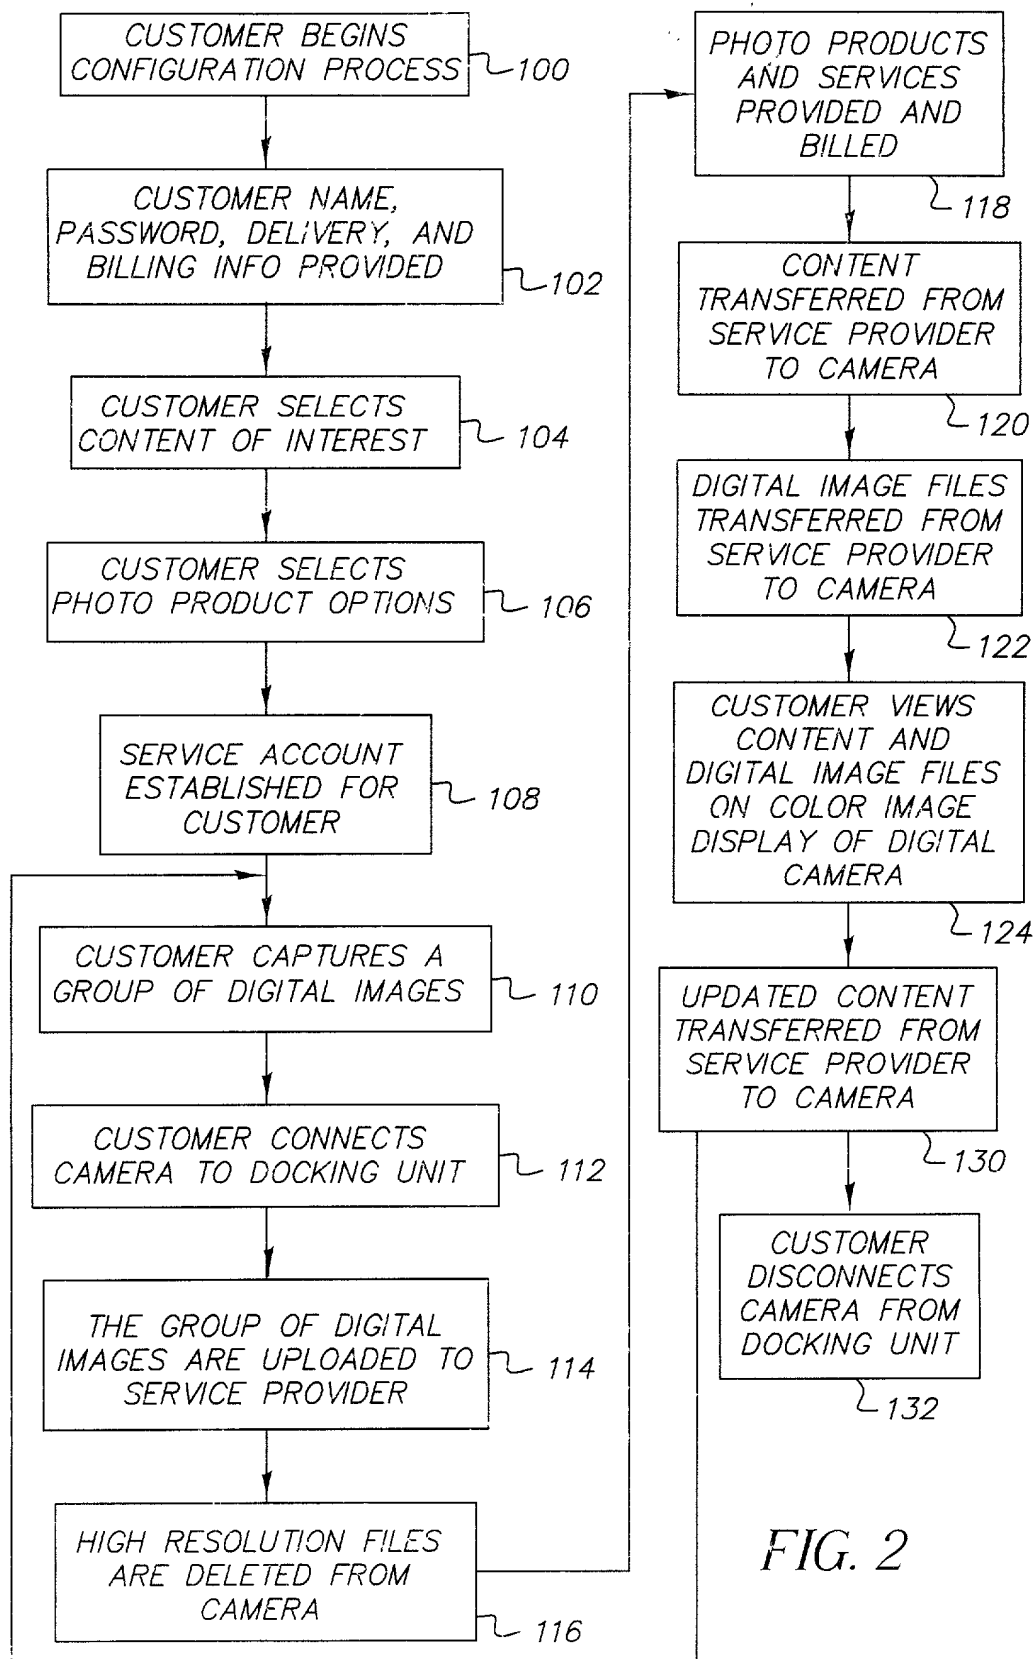 CUSTOMER BEGINS
CONFIGURATION PROCESS
100
CUSTOMER NAME,
PASSWORD, DELIVERY, AND
BILLING INFO PROVIDED
102
CUSTOMER SELECTS
CONTENT OF INTEREST
104
CUSTOMER SELECTS
PHOTO PRODUCT OPTIONS
106
SERVICE ACCOUNT
ESTABLISHED FOR
CUSTOMER
108
CUSTOMER CAPTURES A
GROUP OF DIGITAL IMAGES
110
CUSTOMER CONNECTS
CAMERA TO DOCKING UNIT
112
THE GROUP OF DIGITAL
IMAGES ARE UPLOADED TO
SERVICE PROVIDER
114
HIGH RESOLUTION FILES
ARE DELETED FROM
CAMERA
116
PHOTO PRODUCTS
AND SERVICES
PROVIDED AND
BILLED
118
CONTENT
TRANSFERRED FROM
SERVICE PROVIDER
TO CAMERA
120
DIGITAL IMAGE FILES
TRANSFERRED FROM
SERVICE PROVIDER
TO CAMERA
122
CUSTOMER VIEWS
CONTENT AND
DIGITAL IMAGE FILES
ON COLOR IMAGE
DISPLAY OF DIGITAL
CAMERA
124
UPDATED CONTENT
TRANSFERRED FROM
SERVICE PROVIDER
TO CAMERA
130
CUSTOMER
DISCONNECTS
CAMERA FROM
DOCKING UNIT
132
FIG. 2